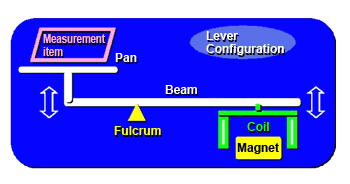 Measurement
item
Lever
Configuration
Pan
Beam
Fulcrum
Coil
Magnet